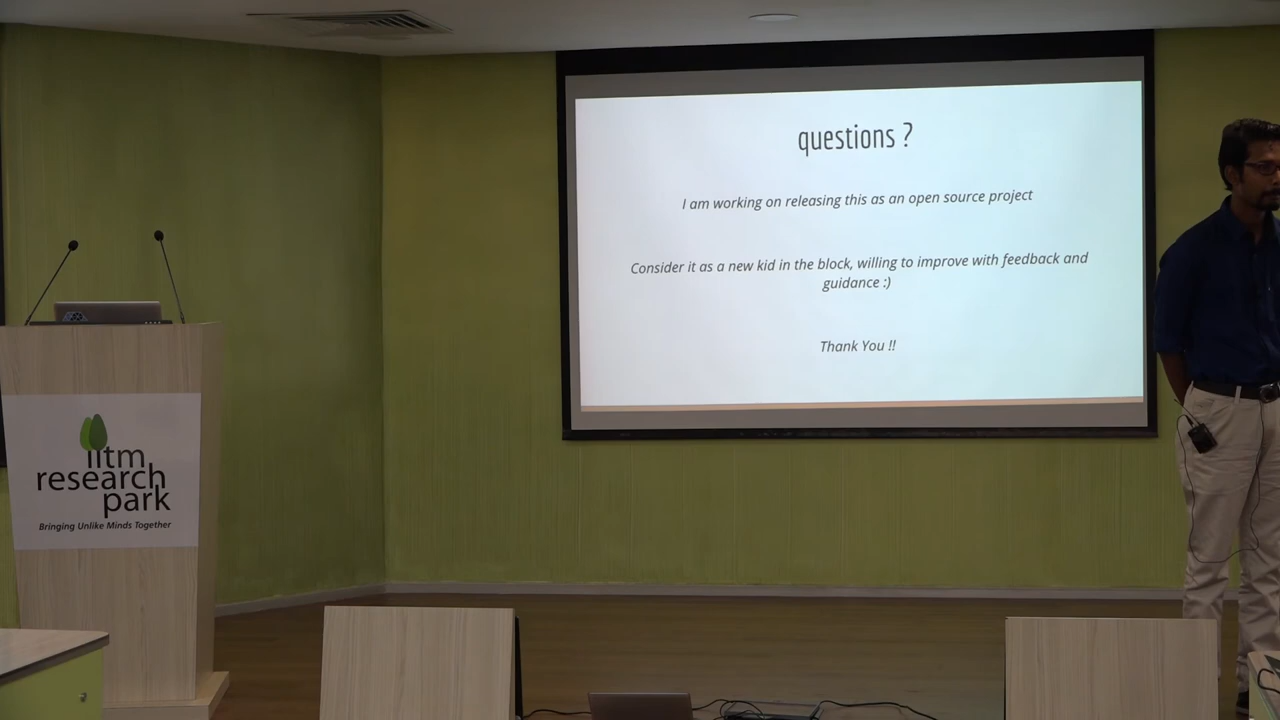 questions ?
I am working on releasing this as an open source project
Consider it as a new kid in the block, willing to improve with feedback and
guidance :)
Thank You !!
iitm
research
park
Bringing Unlike Minds Together